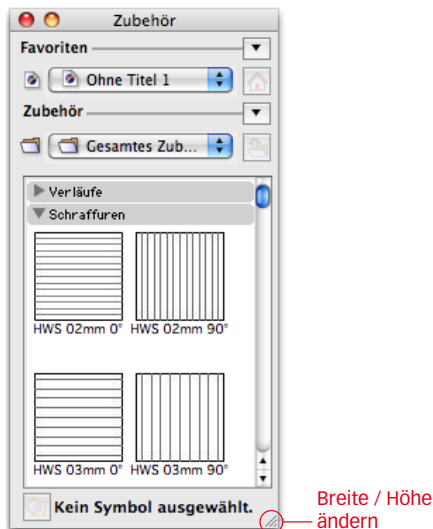 Zubehör
Favoriten
Ohne Titel 1
Zubehör
Gesamtes Zub...
Verläufe
Schraffuren
HWS 02mm 0° HWS 02mm 90°
HWS 03mm 0° HWS 03mm 90°
Kein Symbol ausgewählt.
Breite / Höhe
ändern